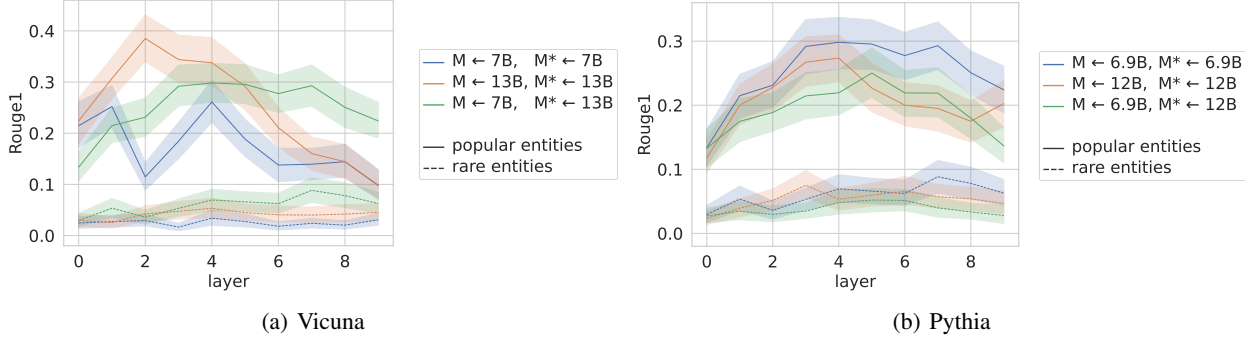 0.4
0.3
0.2
0.1
0.0
Rouge1
0 2 4 6 8
layer
M ← 7B, M* ← 7B
M ← 13B, M* ← 13B
M ← 7B, M* ← 13B
popular entities
rare entities
(a) Vicuna
0.3
0.2
0.1
0.0
Rouge1
0 2 4 6 8
layer
M ← 6.9B, M* ← 6.9B
M ← 12B, M* ← 12B
M ← 6.9B, M* ← 12B
popular entities
rare entities
(b) Pythia